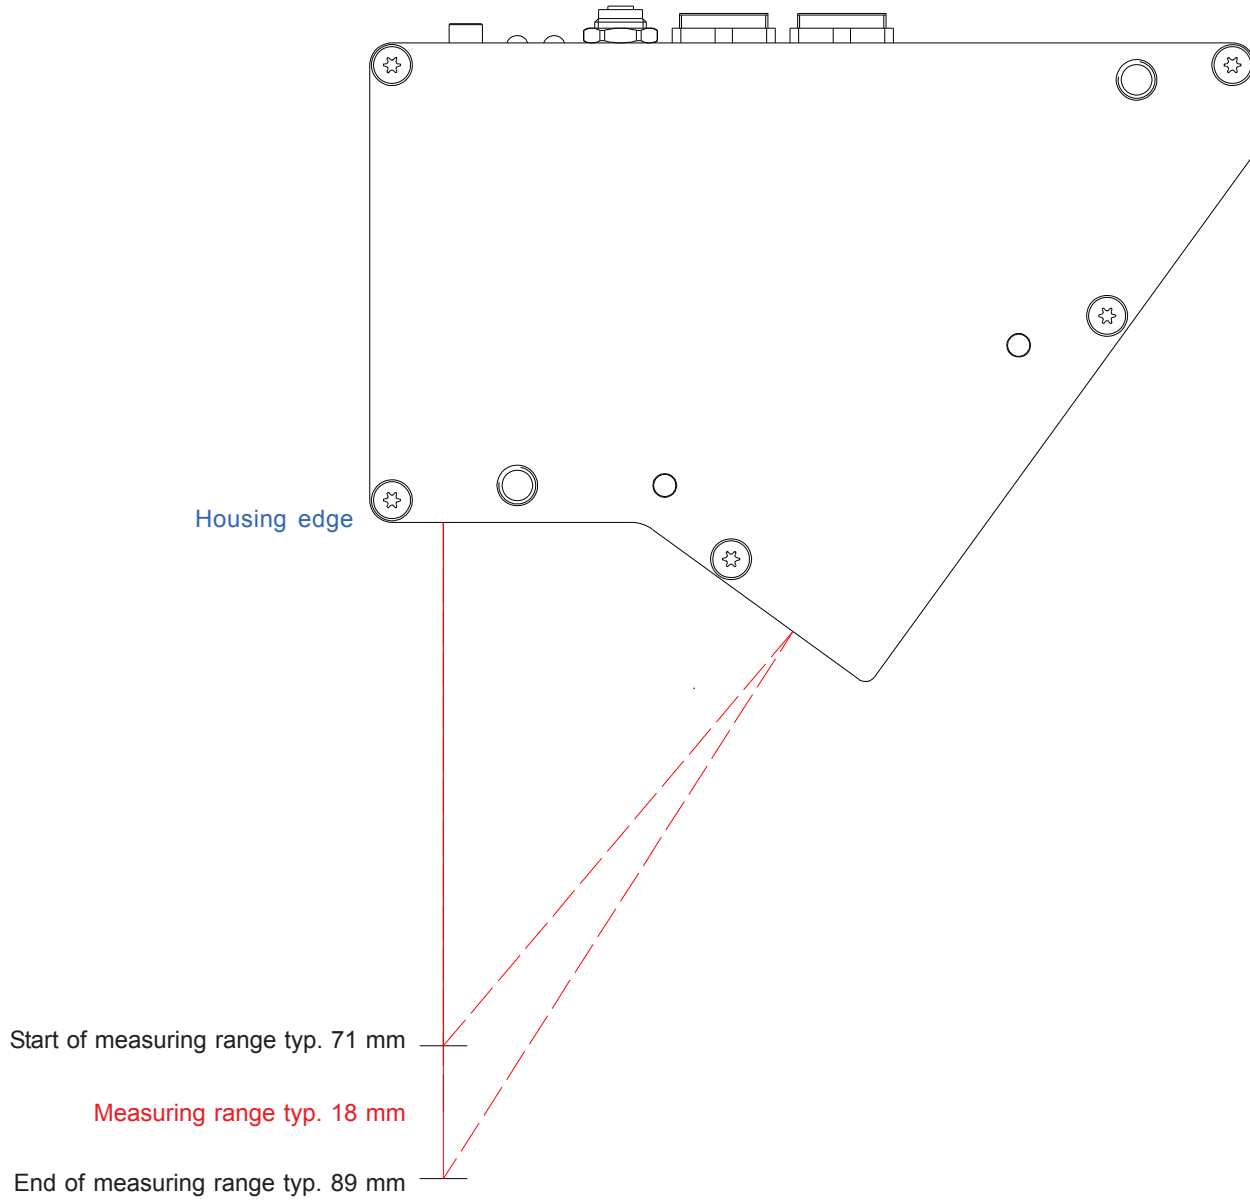 Housing edge
Start of measuring range typ. 71 mm
Measuring range typ. 18 mm
End of measuring range typ. 89 mm